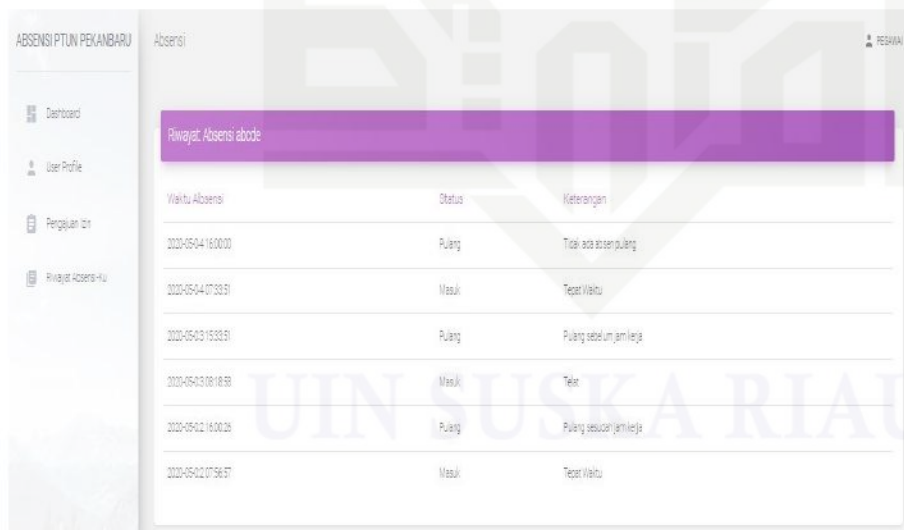 ABSENSI PTUN PEKANBARU
Absensi
PEGAWAI
Dashboard
User Profile
Pengajuan Izin
Riwayat Absensi-Ku
Riwayat Absensi abcde
Waktu Absensi Status Keterangan
2020-05-04 16:00:00 Pulang Tidak ada absen pulang
2020-05-04 07:33:51 Masuk Tepat Waktu
2020-05-03 15:33:51 Pulang Pulang sebelum jam kerja
2020-05-03 08:18:58 Masuk Telat
2020-05-02 16:00:26 Pulang Pulang sesudah jam kerja
2020-05-02 07:56:57 Masuk Tepat Waktu
UIN SUSKA RIAU